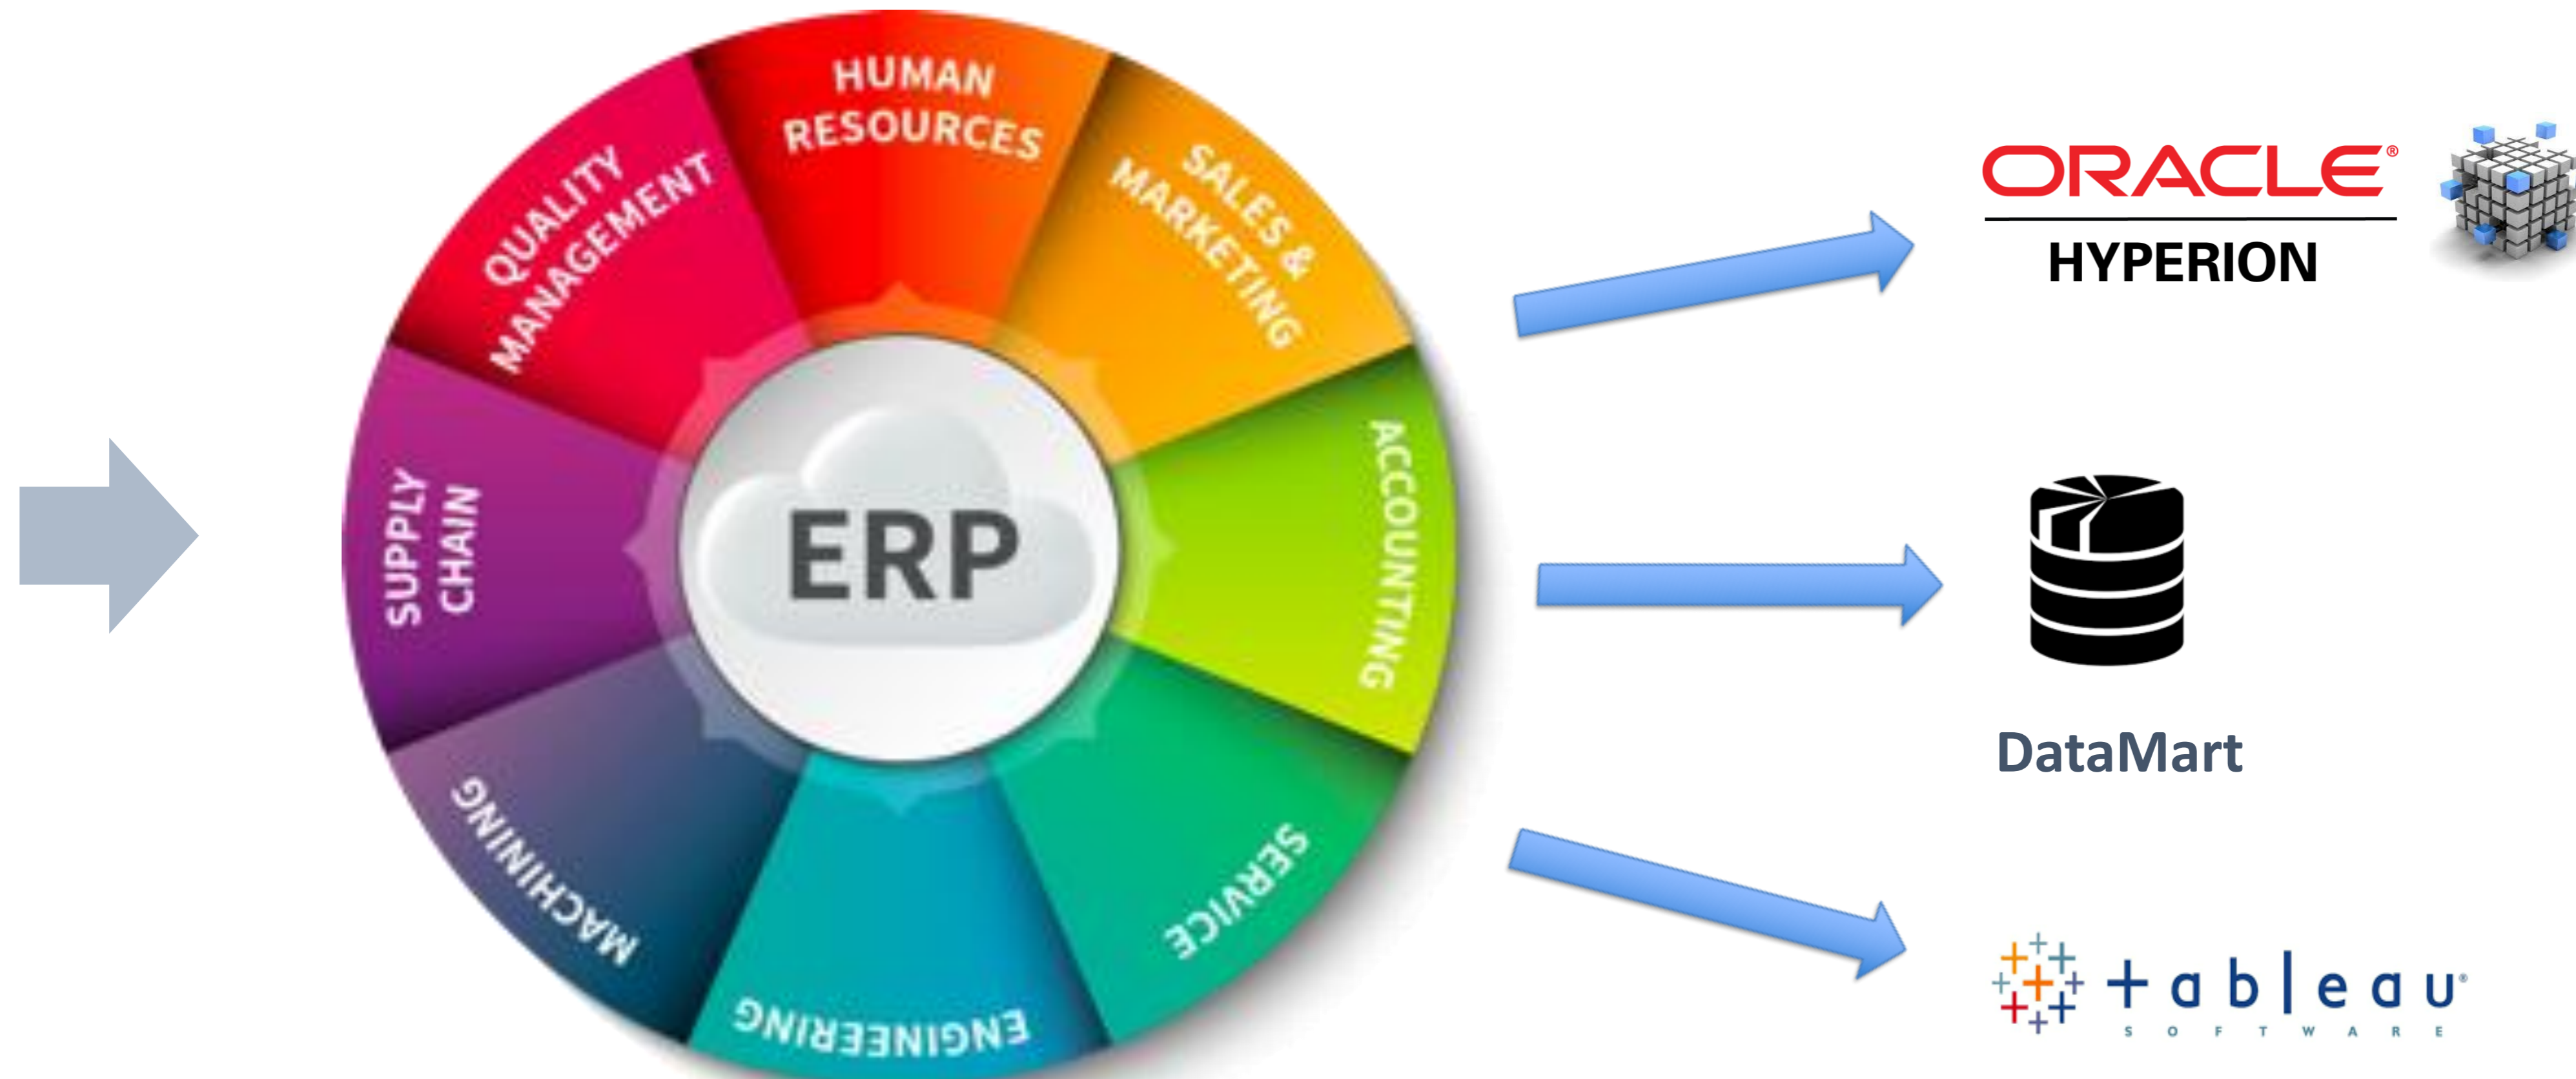 HUMAN
RESOURCES
SALES &
MARKETING
ACCOUNTING
SERVICE
ENGINEERING
MACHINING
SUPPLY
CHAIN
QUALITY
MANAGEMENT
ERP
ORACLE®
HYPERION
DataMart
+ableau®
SOFTWARE